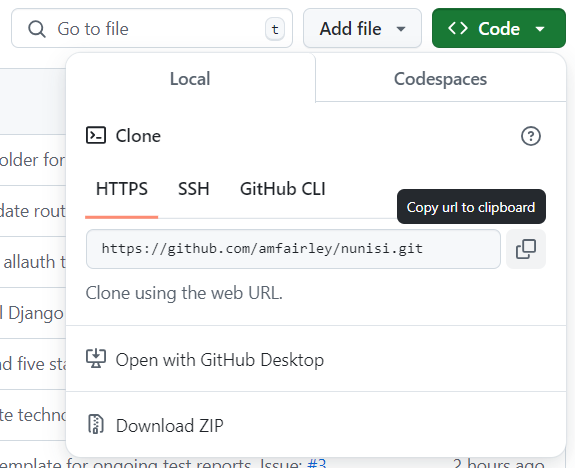 Go to file t Add file <> Code
Local Codespaces
Clone
older for
HTTPS SSH GitHub CLI
date rout
Copy url to clipboard
https://github.com/amfairley/nunisi.git
allauth t
Clone using the web URL.
l Django
nd five sta
Open with GitHub Desktop
te techno
Download ZIP
emplate for ongoing test reports. Issue: #3 2 hours ago